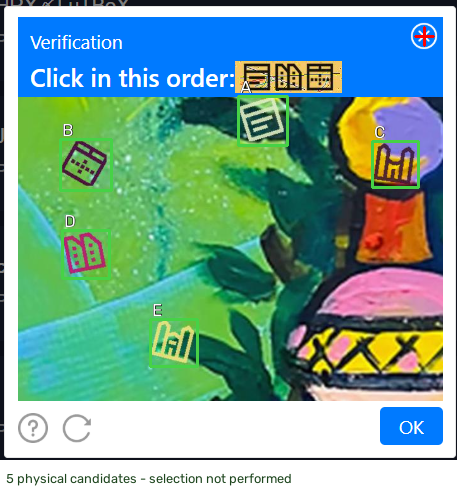 Verification
Click in this order:
A
B
C
D
E
OK
5 physical candidates - selection not performed